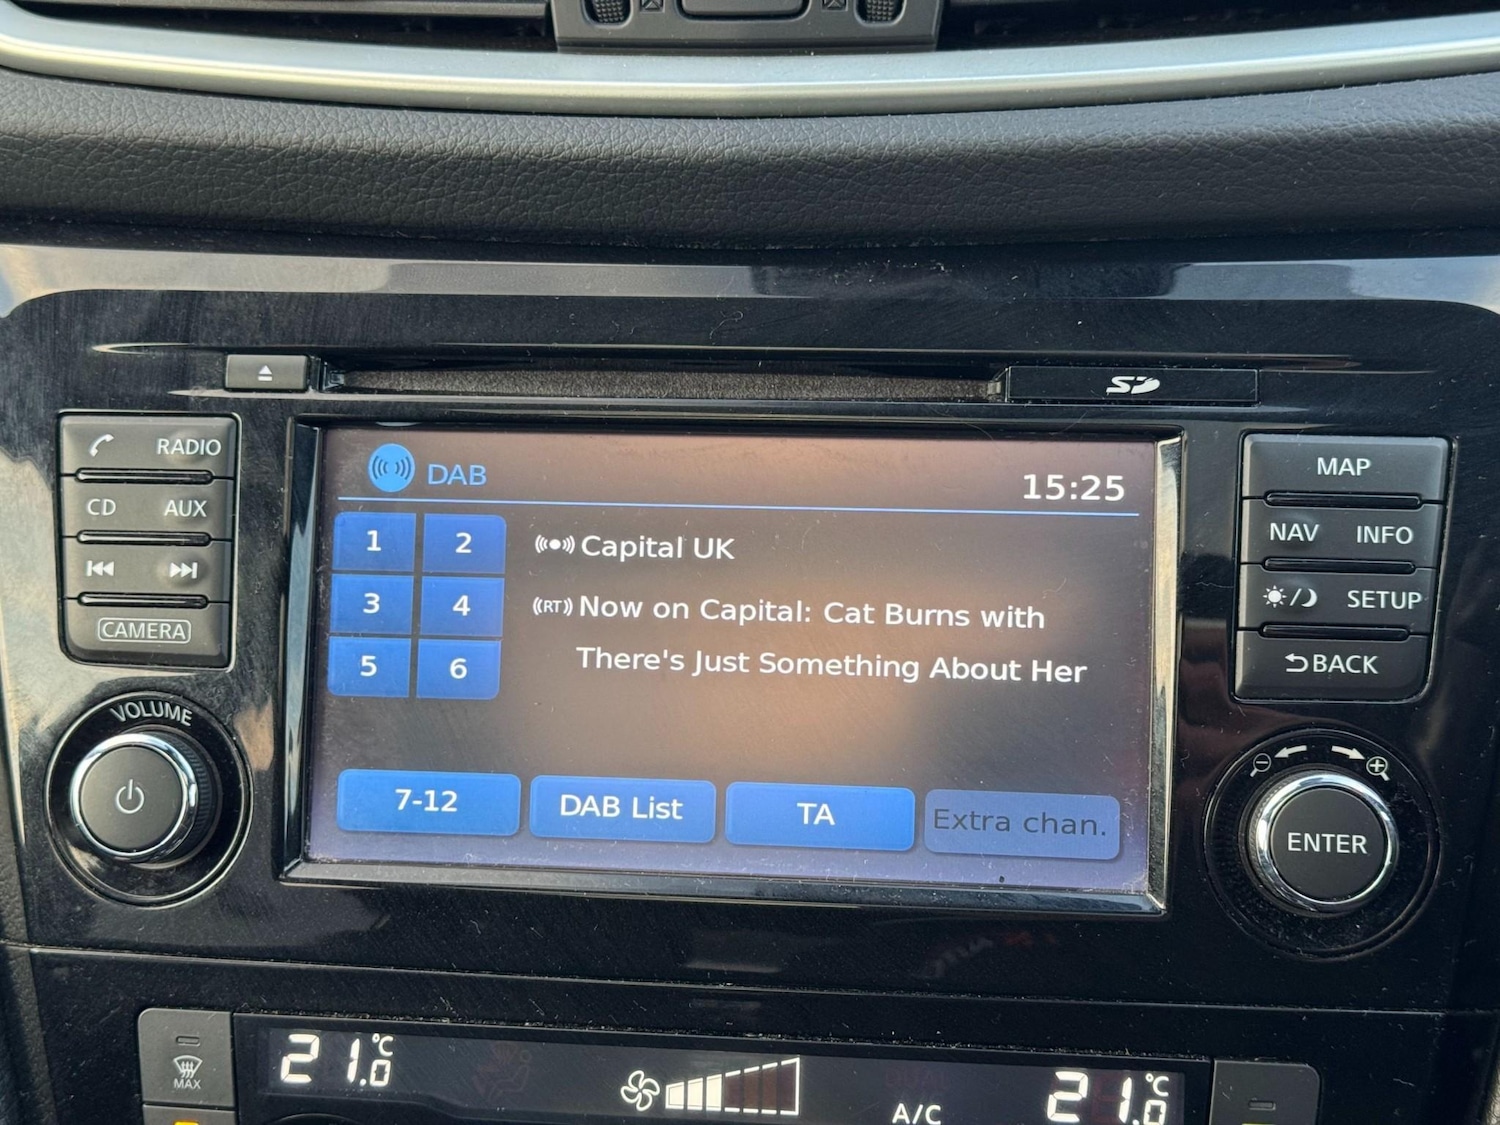 SD
RADIO
CD AUX
CAMERA
VOLUME
DAB
15:25
1 2
3 4
5 6
Capital UK
((RT)) Now on Capital: Cat Burns with
There's Just Something About Her
7-12 DAB List TA Extra chan.
MAP
NAV INFO
SETUP
BACK
ENTER
MAX
21.0°C
A/C
21.0°C